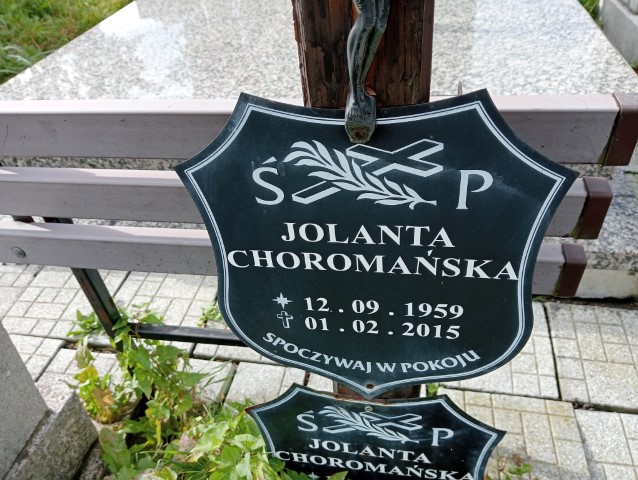 Ś P
JOLANTA
CHOROMAŃSKA
12.09.1959
01.02.2015
SPOCZYWAJ W POKOJU
Ś P
JOLANTA
CHOROMAŃSKA